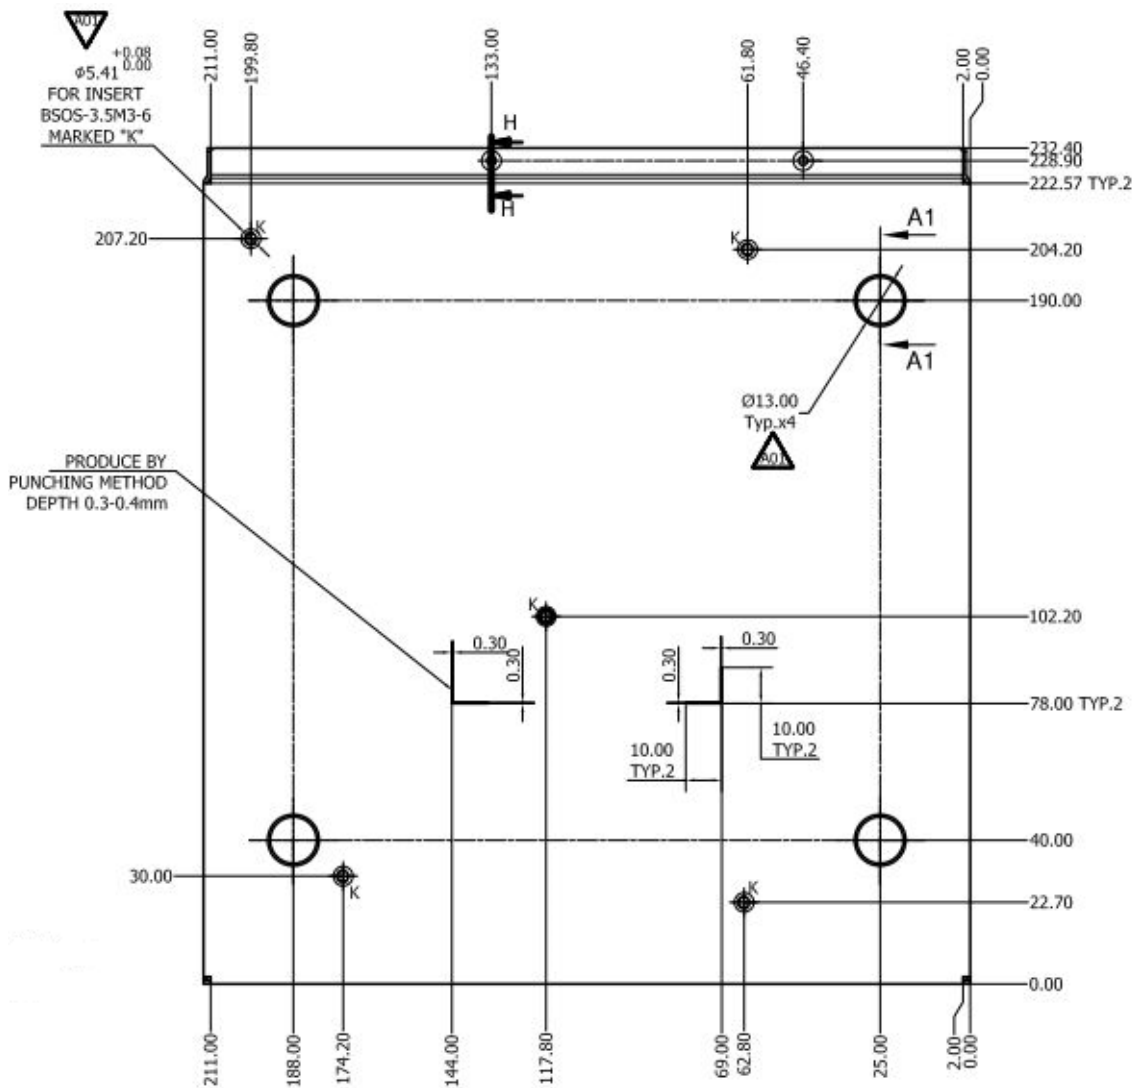 A01
+0.08
ø5.41 0.00
FOR INSERT
BSOS-3.5M3-6
MARKED "K"
211.00
199.80
133.00
61.80
46.40
2.00
0.00
H
H
232.40
228.90
222.57 TYP.2
A1
K
K
207.20
204.20
190.00
A1
Ø13.00
Typ.x4
A01
PRODUCE BY
PUNCHING METHOD
DEPTH 0.3-0.4mm
K
102.20
0.30
0.30
0.30
0.30
78.00 TYP.2
10.00
TYP.2
10.00
TYP.2
40.00
30.00
K
K
22.70
0.00
211.00
188.00
174.20
144.00
117.80
69.00
62.80
25.00
2.00
0.00